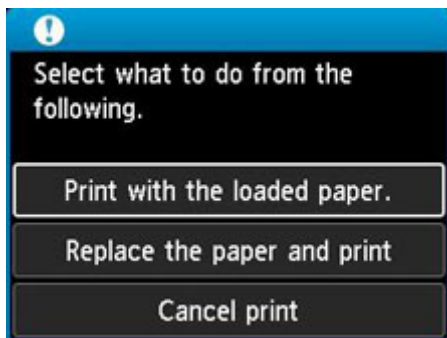 Select what to do from the
following.
Print with the loaded paper.
Replace the paper and print
Cancel print